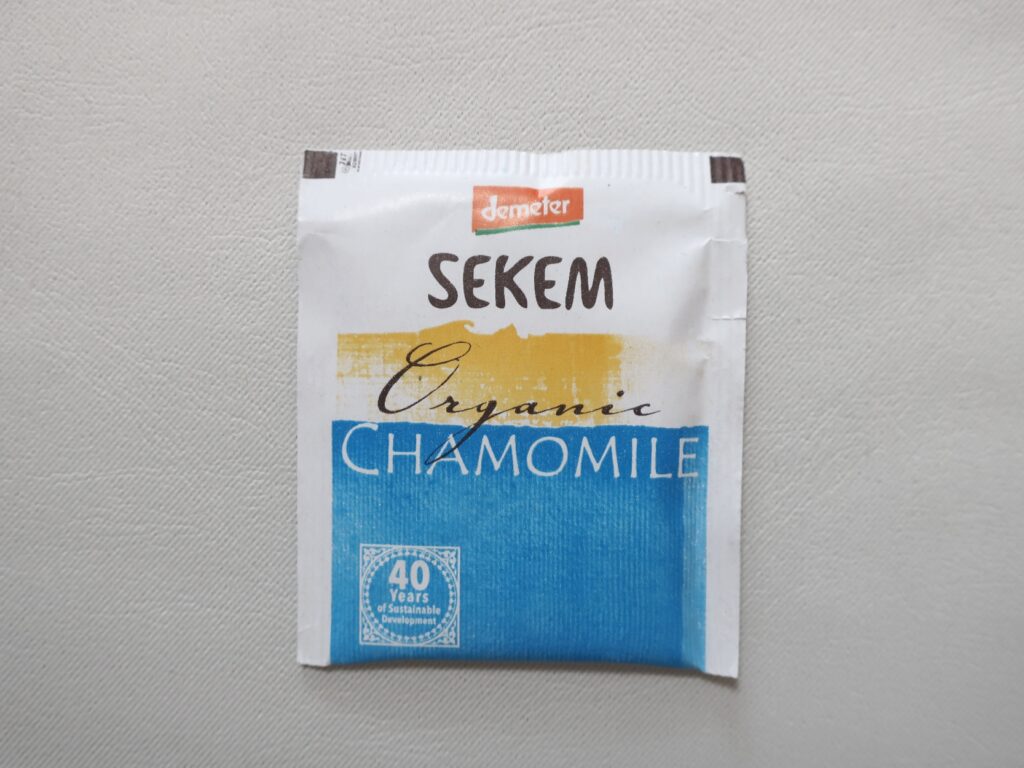 demeter
SEKEM
Organic
CHAMOMILE
40
Years
of Sustainable
Development